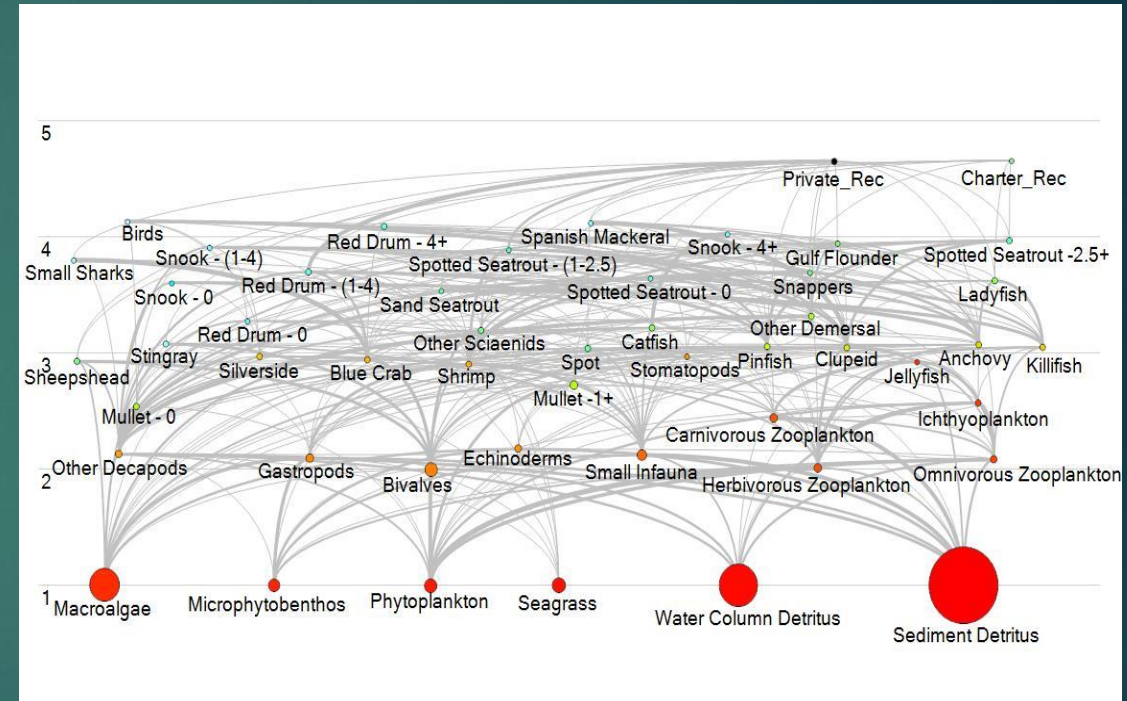 5
Private_Rec
Charter_Rec
Birds
4
Red Drum - 4+
Spanish Mackeral
Snook - 4+
Snook - (1-4)
Spotted Seatrout - (1-2.5)
Gulf Flounder
Spotted Seatrout -2.5+
Small Sharks
Snook - 0
Red Drum - (1-4)
Sand Seatrout
Spotted Seatrout - 0
Snappers
Ladyfish
Red Drum - 0
Other Sciaenids
Catfish
Other Demersal
Stingray
3
Sheepshead
Silverside
Blue Crab
Shrimp
Spot
Stomatopods
Pinfish
Clupeid
Jellyfish
Anchovy
Killifish
Mullet - 0
Mullet -1+
Carnivorous Zooplankton
Ichthyoplankton
Other Decapods
Gastropods
Echinoderms
Small Infauna
Omnivorous Zooplankton
2
Bivalves
Herbivorous Zooplankton
1
Macroalgae
Microphytobenthos
Phytoplankton
Seagrass
Water Column Detritus
Sediment Detritus